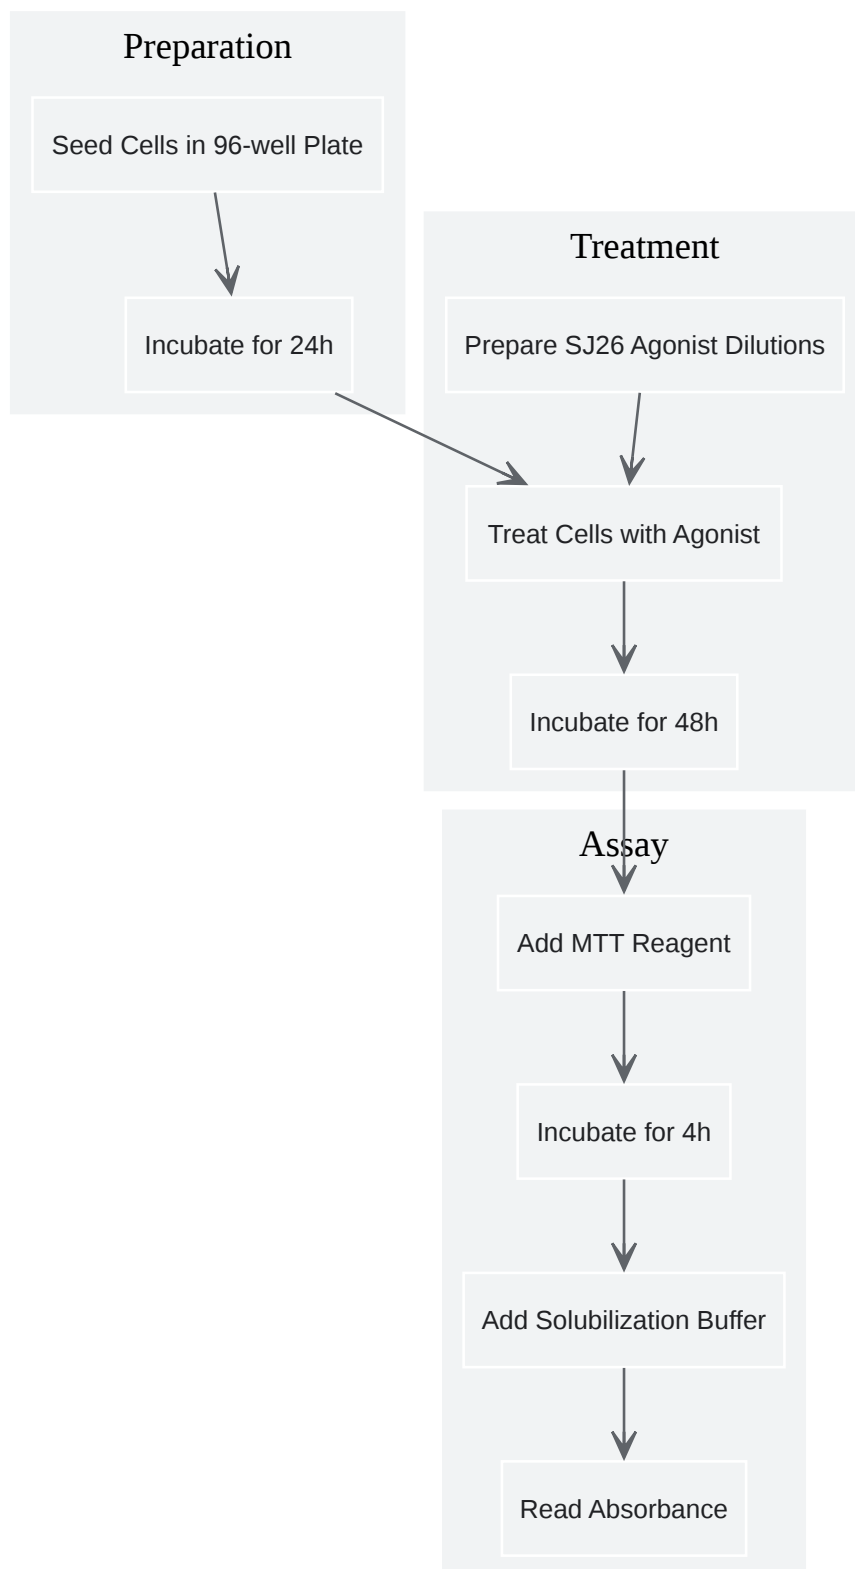 Preparation
Seed Cells in 96-well Plate
Incubate for 24h
Treatment
Prepare SJ26 Agonist Dilutions
Treat Cells with Agonist
Incubate for 48h
Assay
Add MTT Reagent
Incubate for 4h
Add Solubilization Buffer
Read Absorbance